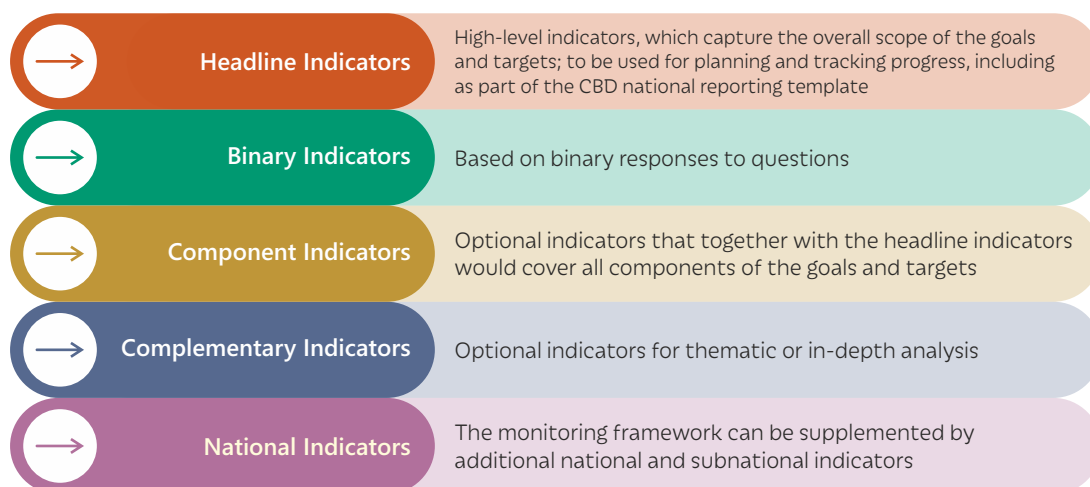 Headline Indicators
High-level indicators, which capture the overall scope of the goals
and targets; to be used for planning and tracking progress, including
as part of the CBD national reporting template
Binary Indicators
Based on binary responses to questions
Component Indicators
Optional indicators that together with the headline indicators
would cover all components of the goals and targets
Complementary Indicators
Optional indicators for thematic or in-depth analysis
National Indicators
The monitoring framework can be supplemented by
additional national and subnational indicators